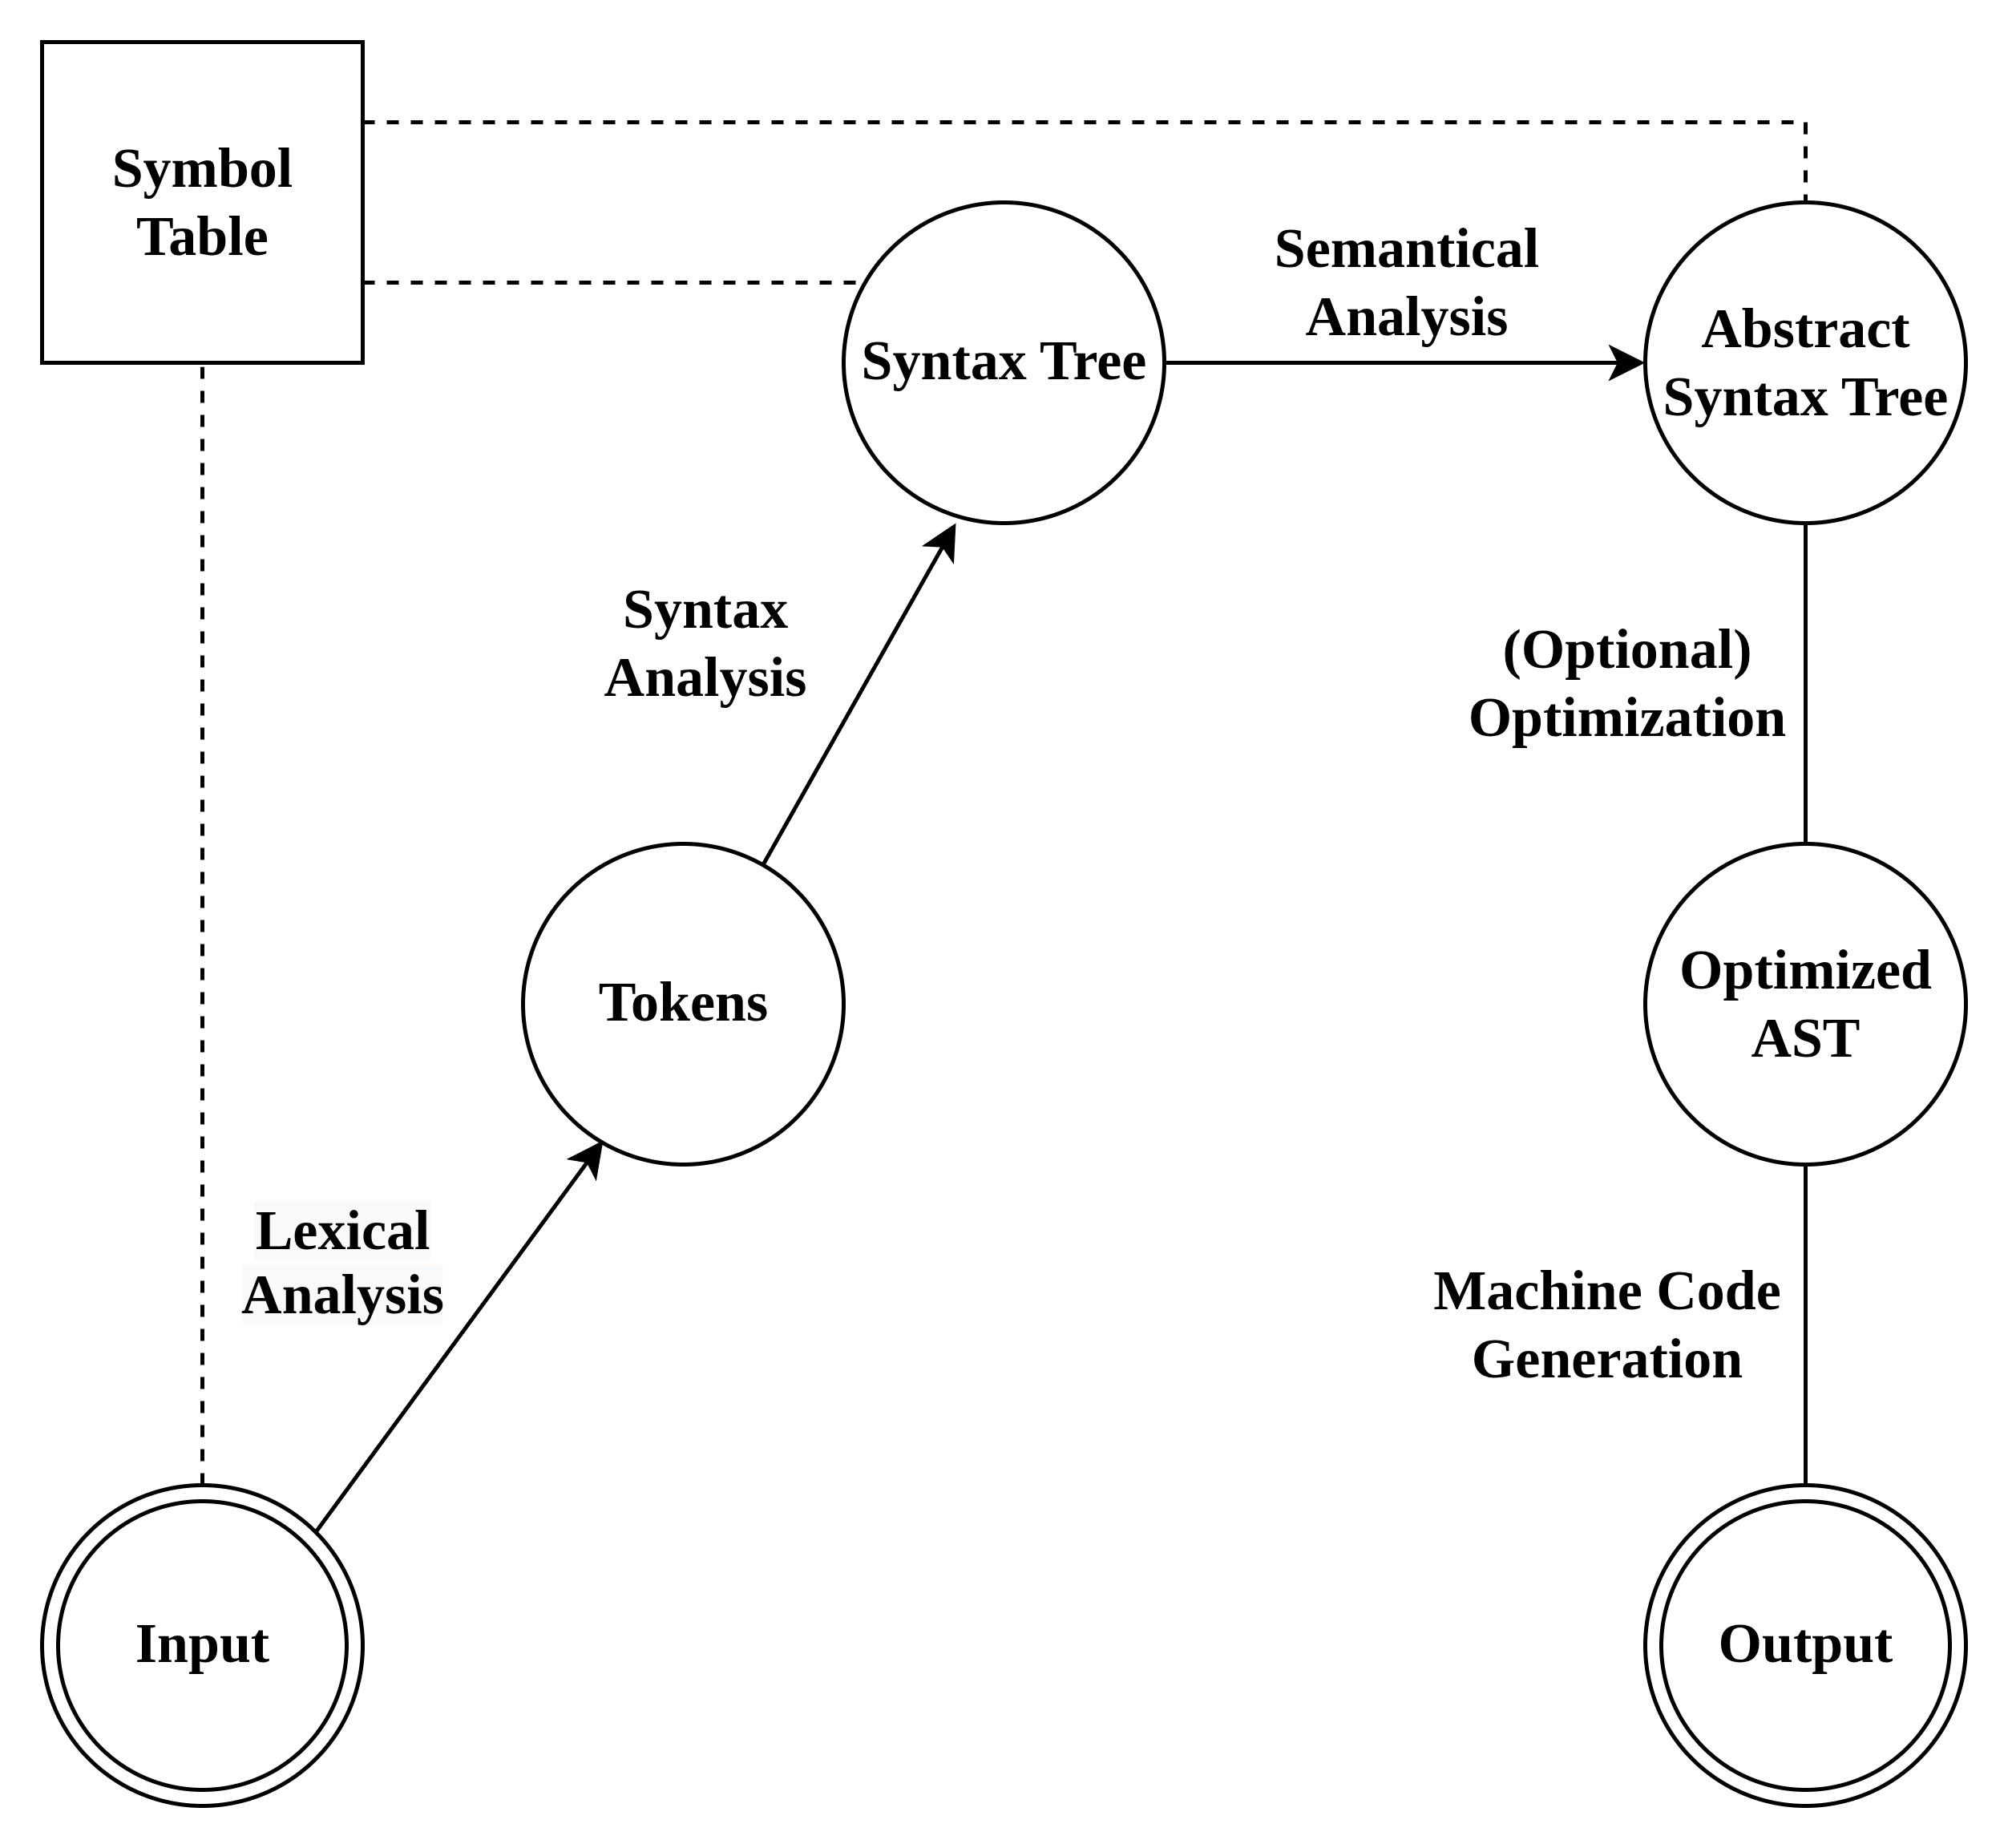 Symbol
Table
Semantical
Analysis
Syntax Tree
Abstract
Syntax Tree
Syntax
Analysis
(Optional)
Optimization
Tokens
Optimized
AST
Lexical
Analysis
Machine Code
Generation
Input
Output